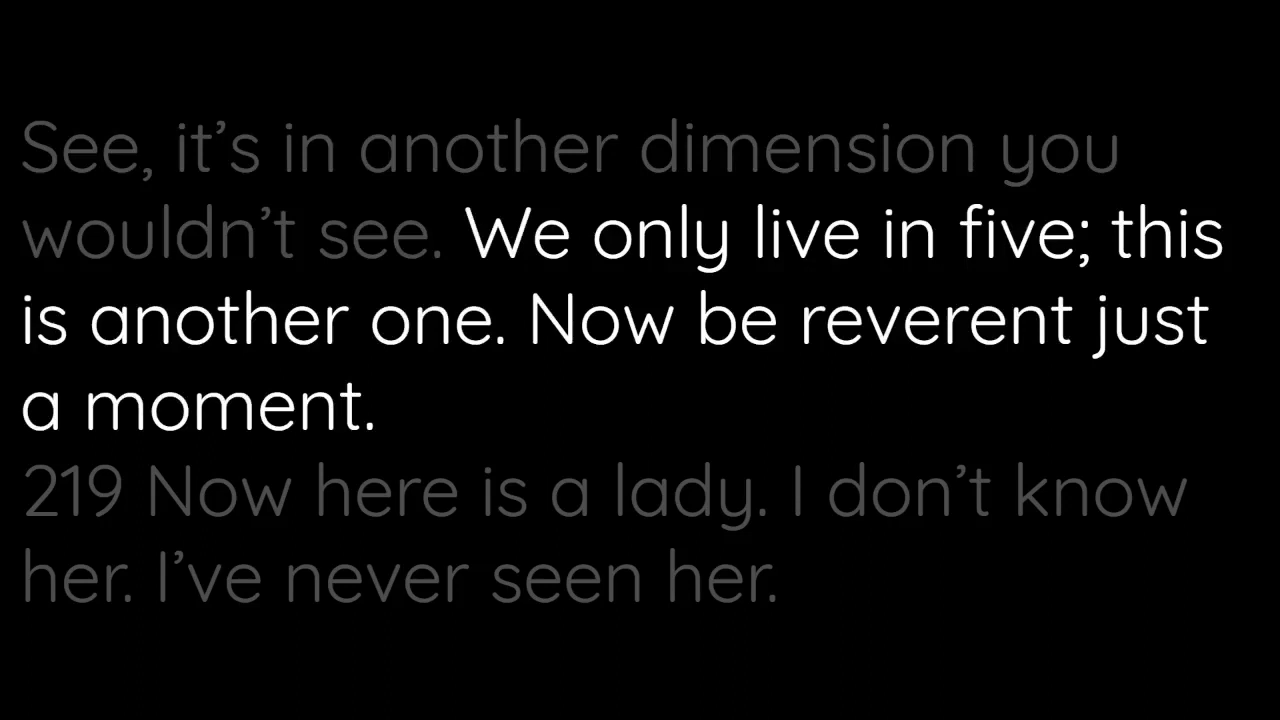 See, it’s in another dimension you
wouldn’t see. We only live in five; this
is another one. Now be reverent just
a moment.
219 Now here is a lady. I don’t know
her. I’ve never seen her.